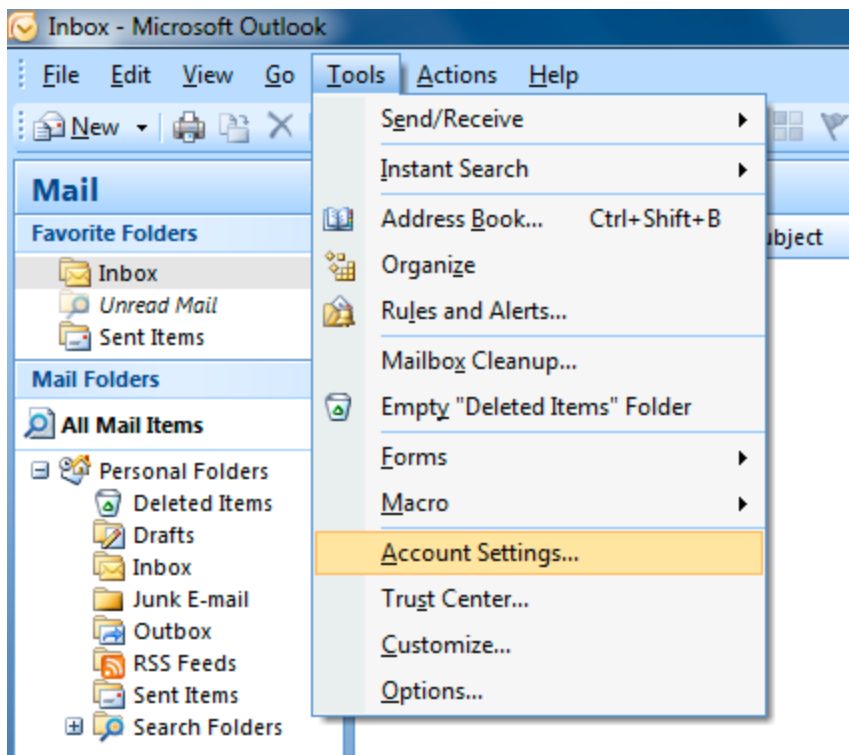 Inbox - Microsoft Outlook
File Edit View Go Tools Actions Help
New
Send/Receive
Instant Search
Address Book... Ctrl+Shift+B
Organize
Rules and Alerts...
Mailbox Cleanup...
Empty "Deleted Items" Folder
Forms
Macro
Account Settings...
Trust Center...
Customize...
Options...
Mail
Favorite Folders
Inbox
Unread Mail
Sent Items
Mail Folders
All Mail Items
Personal Folders
Deleted Items
Drafts
Inbox
Junk E-mail
Outbox
RSS Feeds
Sent Items
Search Folders